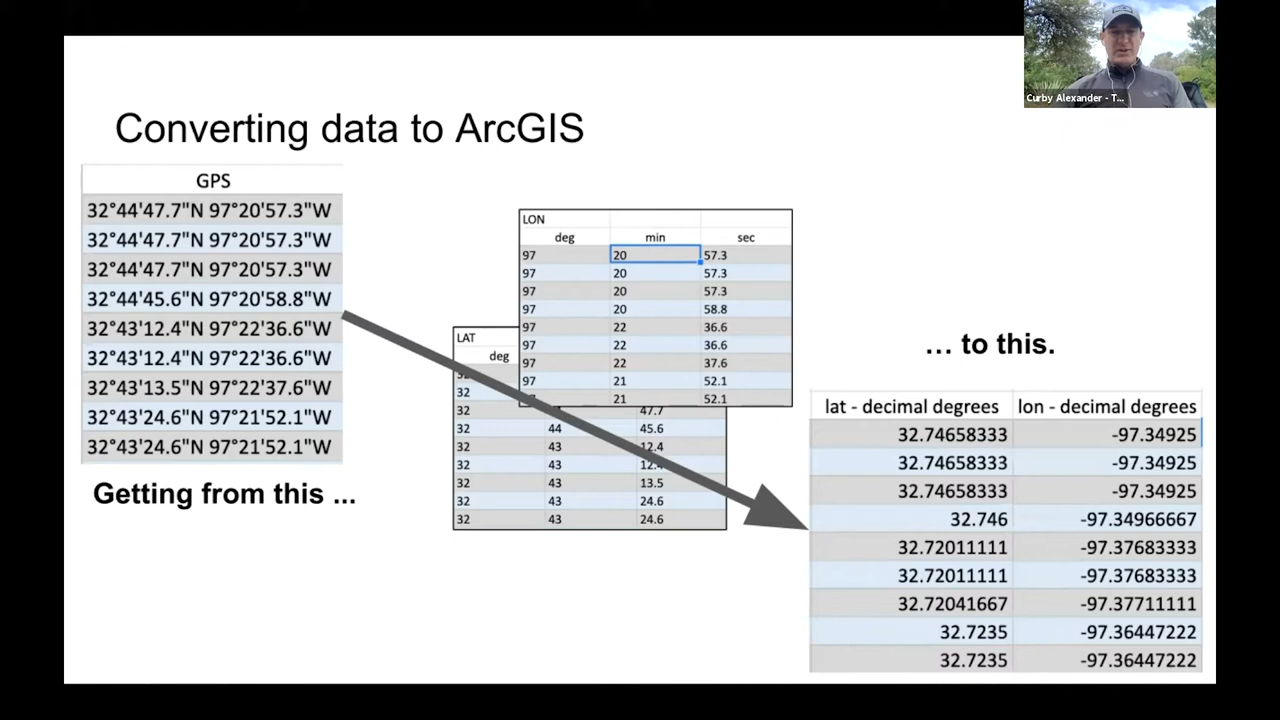 Curby Alexander - T...
Converting data to ArcGIS
GPS
32°44'47.7"N 97°20'57.3"W
32°44'47.7"N 97°20'57.3"W
32°44'47.7"N 97°20'57.3"W
32°44'45.6"N 97°20'58.8"W
32°43'12.4"N 97°22'36.6"W
32°43'12.4"N 97°22'36.6"W
32°43'13.5"N 97°22'37.6"W
32°43'24.6"N 97°21'52.1"W
32°43'24.6"N 97°21'52.1"W
Getting from this ...
LON
deg min sec
97 20 57.3
97 20 57.3
97 20 57.3
97 20 58.8
97 22 36.6
97 22 36.6
97 22 37.6
97 21 52.1
21 52.1
LAT
deg
32
32 47.7
32 44 45.6
32 43 12.4
32 43 12.4
32 43 13.5
32 43 24.6
32 43 24.6
... to this.
lat - decimal degrees lon - decimal degrees
32.74658333 -97.34925
32.74658333 -97.34925
32.74658333 -97.34925
32.746 -97.34966667
32.72011111 -97.37683333
32.72011111 -97.37683333
32.72041667 -97.37711111
32.7235 -97.36447222
32.7235 -97.36447222